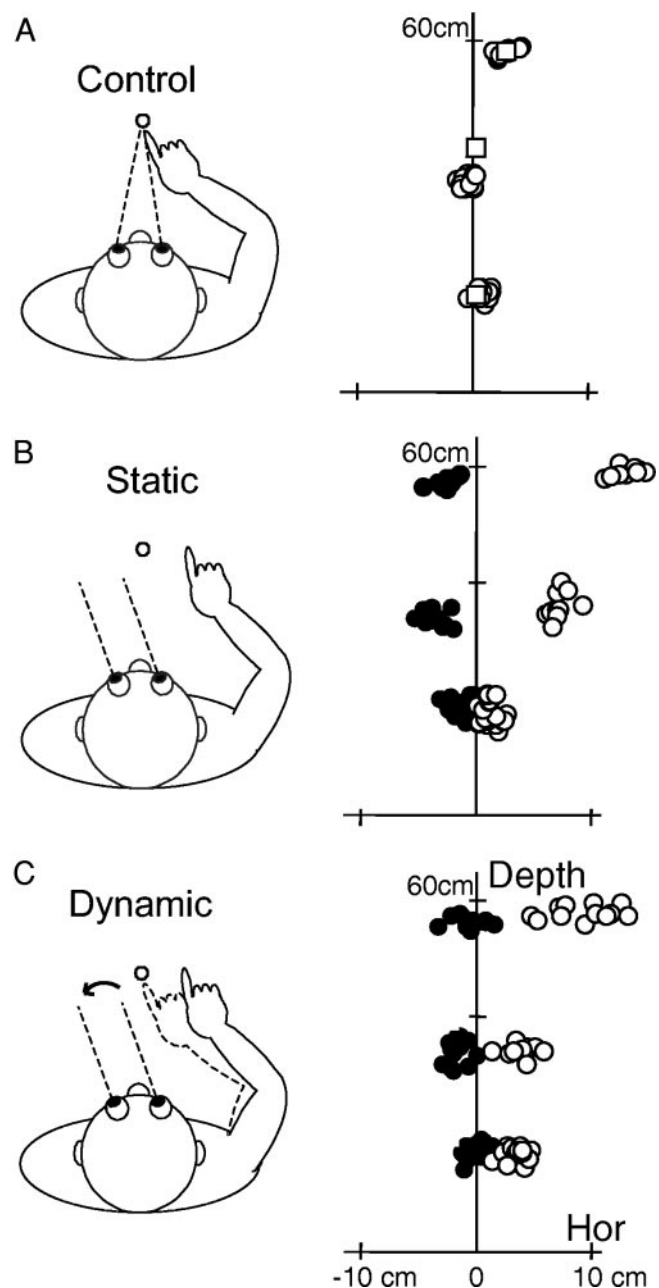 A
Control
60cm
B
Static
60cm
C
Dynamic
60cm
Depth
Hor
-10 cm 0 10 cm